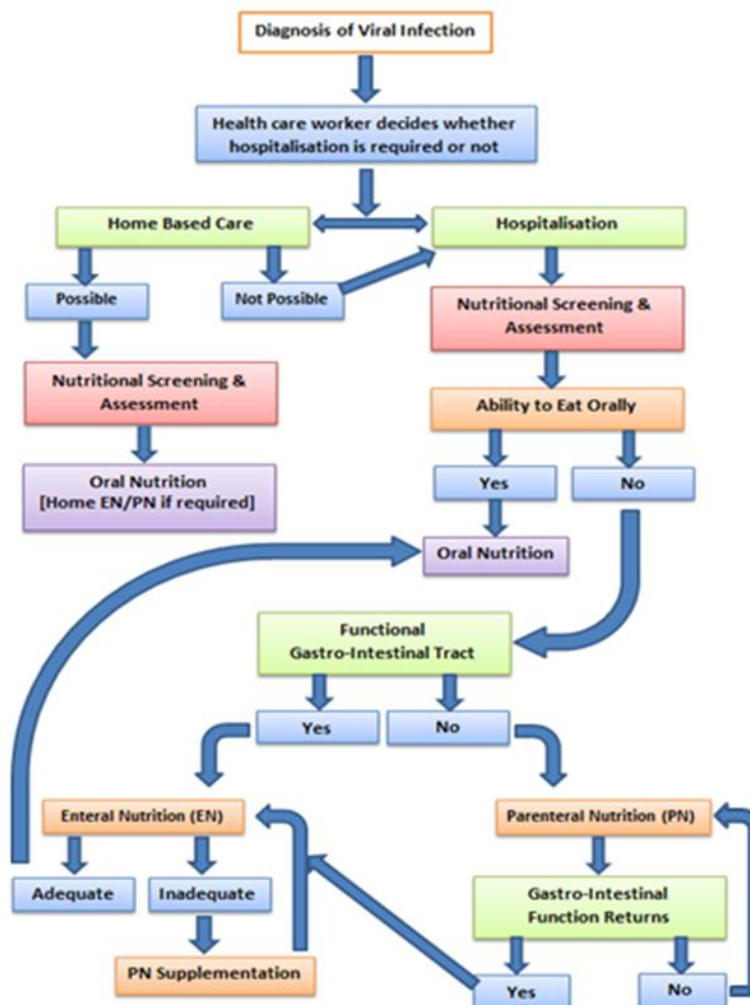 Diagnosis of Viral Infection
Health care worker decides whether
hospitalisation is required or not
Home Based Care
Hospitalisation
Possible
Not Possible
Nutritional Screening &
Assessment
Nutritional Screening &
Assessment
Ability to Eat Orally
Oral Nutrition
[Home EN/PN if required]
Yes
No
Oral Nutrition
Functional
Gastro-Intestinal Tract
Yes
No
Enteral Nutrition (EN)
Parenteral Nutrition (PN)
Adequate
Inadequate
Gastro-Intestinal
Function Returns
PN Supplementation
Yes
No